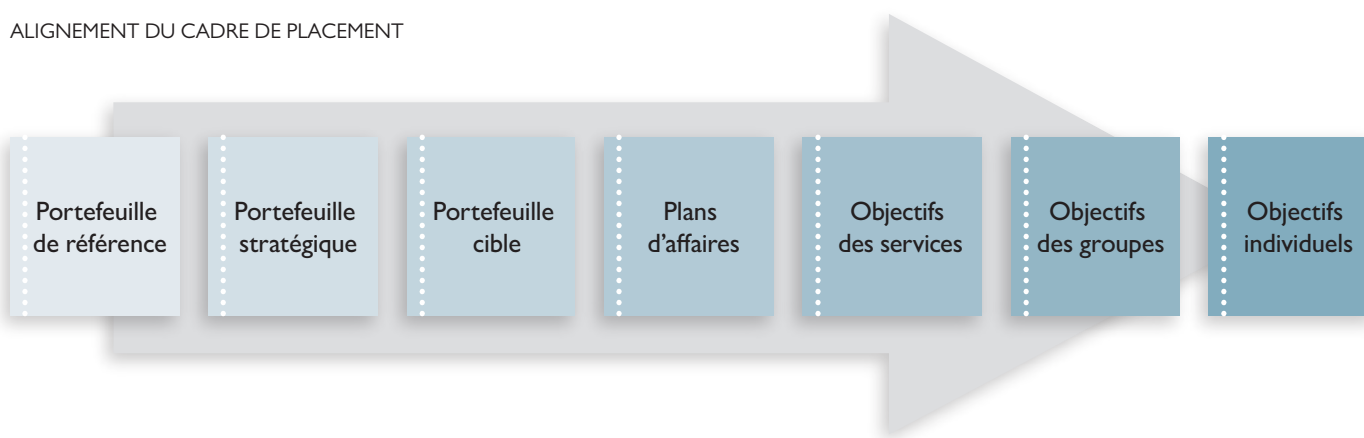 ALIGNEMENT DU CADRE DE PLACEMENT
Portefeuille
de référence
Portefeuille
stratégique
Portefeuille
cible
Plans
d’affaires
Objectifs
des services
Objectifs
des groupes
Objectifs
individuels